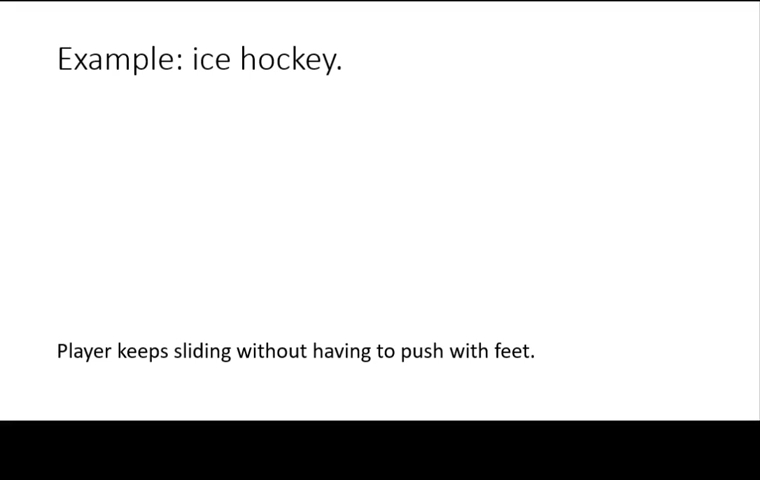 Example: ice hockey.
Player keeps sliding without having to push with feet.